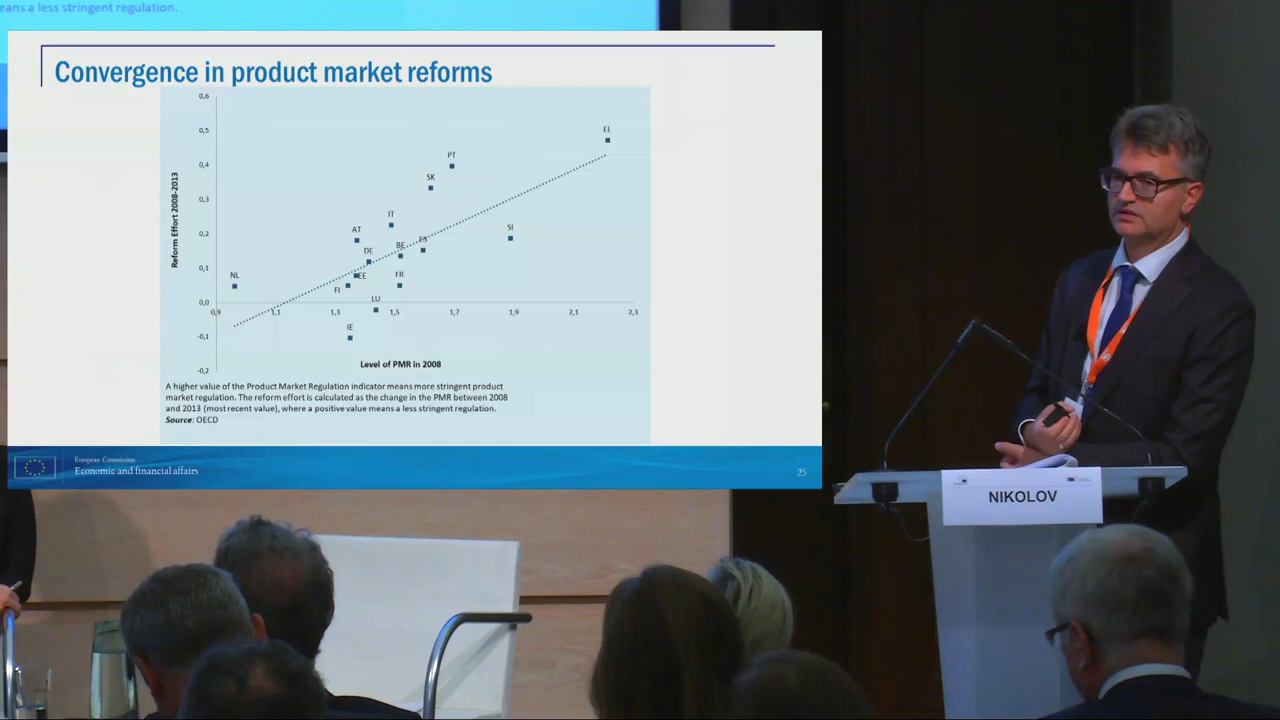 eans a less stringent regulation.
Convergence in product market reforms
0,6
0,5
0,4
0,3
0,2
0,1
0,0
-0,1
-0,2
Reform Effort 2008-2013
EL
PT
SK
IT
AT
SI
ES
BE
DE
NL
EE
FR
FI
LU
IE
0,9
1,1
1,3
1,5
1,7
1,9
2,1
2,3
Level of PMR in 2008
A higher value of the Product Market Regulation indicator means more stringent product
market regulation. The reform effort is calculated as the change in the PMR between 2008
and 2013 (most recent value), where a positive value means a less stringent regulation.
Source: OECD
European Commission
Economic and financial affairs
25
NIKOLOV